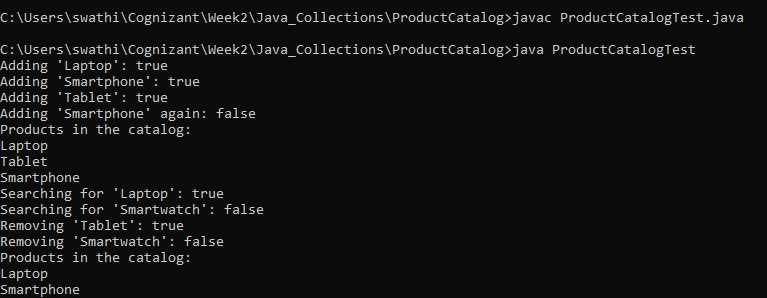 C:\Users\swathi\Cognizant\Week2\Java_Collections\ProductCatalog>javac ProductCatalogTest.java
C:\Users\swathi\Cognizant\Week2\Java_Collections\ProductCatalog>java ProductCatalogTest
Adding 'Laptop': true
Adding 'Smartphone': true
Adding 'Tablet': true
Adding 'Smartphone' again: false
Products in the catalog:
Laptop
Tablet
Smartphone
Searching for 'Laptop': true
Searching for 'Smartwatch': false
Removing 'Tablet': true
Removing 'Smartwatch': false
Products in the catalog:
Laptop
Smartphone